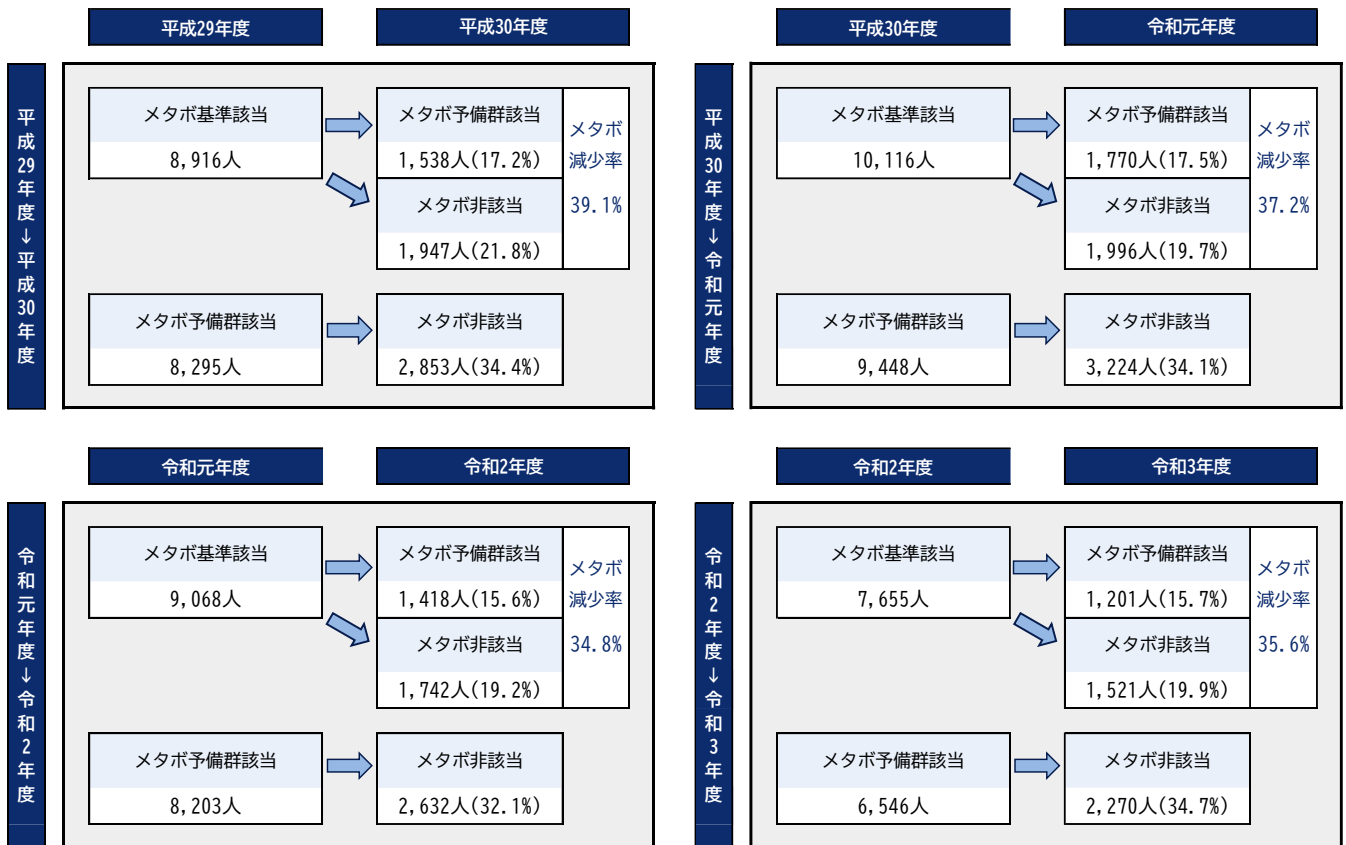 平成29年度
平成30年度
平成29年度→平成30年度
メタボ基準該当
8,916人
メタボ予備群該当
1,538人(17.2%)
メタボ非該当
1,947人(21.8%)
メタボ
減少率
39.1%
メタボ予備群該当
8,295人
メタボ非該当
2,853人(34.4%)
平成30年度
令和元年度
平成30年度→令和元年度
メタボ基準該当
10,116人
メタボ予備群該当
1,770人(17.5%)
メタボ非該当
1,996人(19.7%)
メタボ
減少率
37.2%
メタボ予備群該当
9,448人
メタボ非該当
3,224人(34.1%)
令和元年度
令和2年度
令和元年度→令和2年度
メタボ基準該当
9,068人
メタボ予備群該当
1,418人(15.6%)
メタボ非該当
1,742人(19.2%)
メタボ
減少率
34.8%
メタボ予備群該当
8,203人
メタボ非該当
2,632人(32.1%)
令和2年度
令和3年度
令和2年度→令和3年度
メタボ基準該当
7,655人
メタボ予備群該当
1,201人(15.7%)
メタボ非該当
1,521人(19.9%)
メタボ
減少率
35.6%
メタボ予備群該当
6,546人
メタボ非該当
2,270人(34.7%)